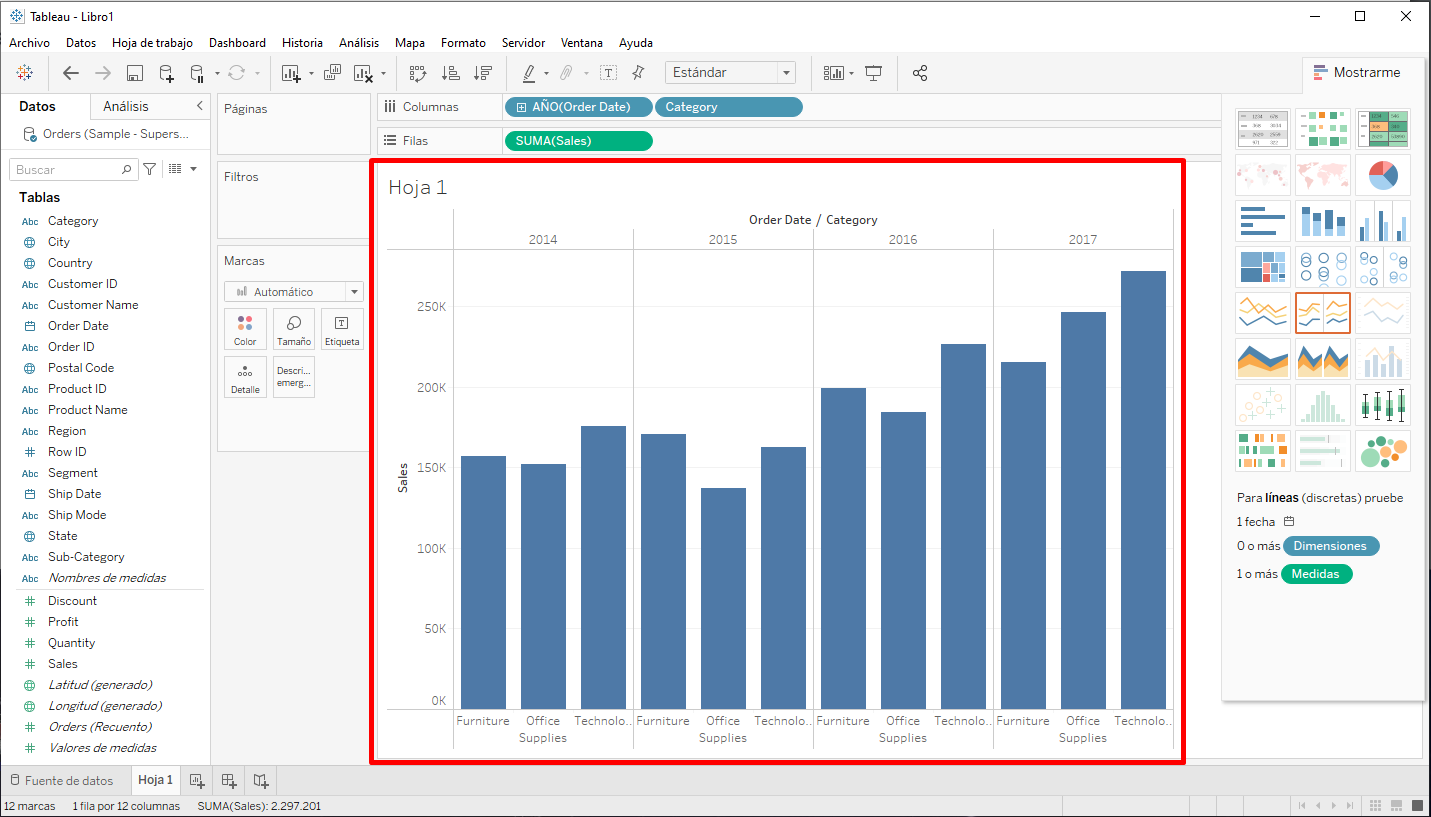 Tableau - Libro1
Archivo Datos Hoja de trabajo Dashboard Historia Análisis Mapa Formato Servidor Ventana Ayuda
Estándar
Mostrarme
Datos Análisis
Orders (Sample - Supers...
Buscar
Tablas
Abc Category
City
Country
Abc Customer ID
Abc Customer Name
Order Date
Abc Order ID
Postal Code
Abc Product ID
Abc Product Name
Abc Region
Row ID
Abc Segment
Ship Date
Abc Ship Mode
State
Abc Sub-Category
Abc Nombres de medidas
Discount
Profit
Quantity
Sales
Latitud (generado)
Longitud (generado)
Orders (Recuento)
Valores de medidas
Páginas
Filtros
Marcas
Automático
Color Tamaño Etiqueta
Detalle Descri...
emerg...
Columns AÑO(Order Date) Category
Filas SUMA(Sales)
Hoja 1
Order Date / Category
2014 2015 2016 2017
250K
200K
150K
100K
50K
0K
Sales
Furniture Office Technolo.. Furniture Office Technolo.. Furniture Office Technolo.. Furniture Office Technolo..
Supplies Supplies Supplies Supplies
Para líneas (discretas) pruebe
1 fecha
0 o más Dimensiones
1 o más Medidas
Fuente de datos Hoja 1
12 marcas 1 fila por 12 columnas SUMA(Sales): 2.297.201